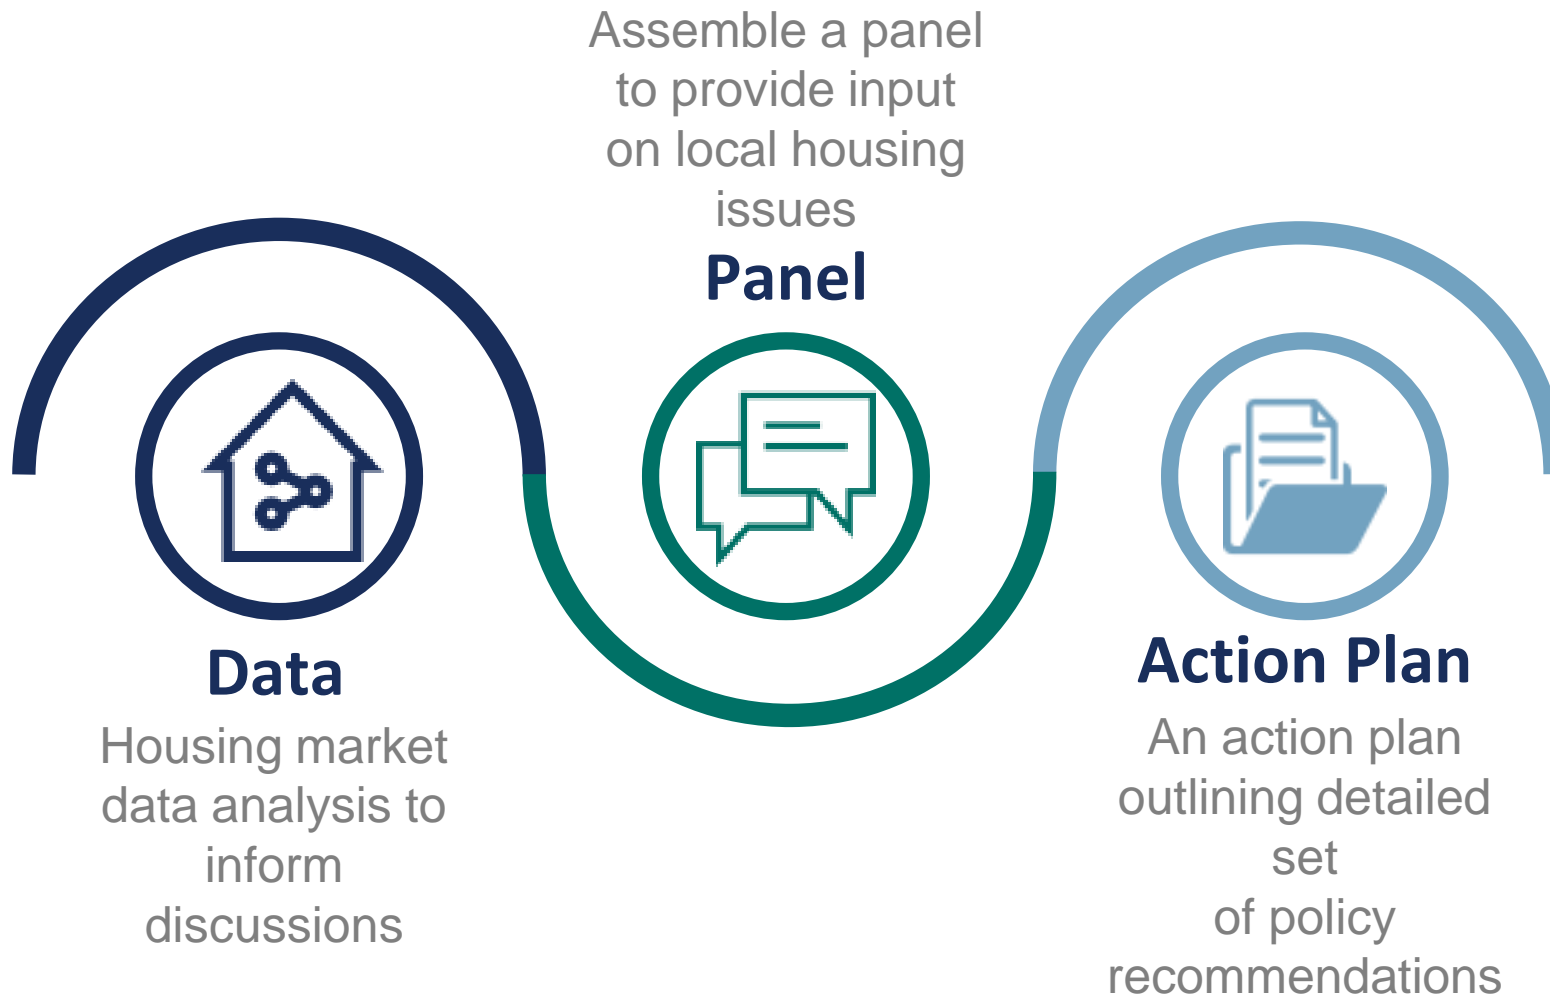 Assemble a panel
to provide input
on local housing
issues
Panel
Data
Housing market
data analysis to
inform
discussions
Action Plan
An action plan
outlining detailed
set
of policy
recommendations